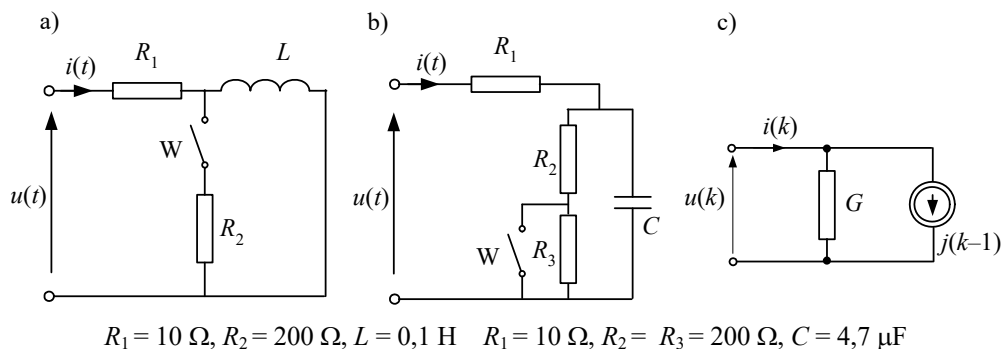 a) b) c)
i(t) R₁ L
i(t) R₁
W
u(t)
R₂
R₂
u(t)
W
R₃
C
i(k)
u(k)
G
j(k–1)
R₁ = 10 Ω, R₂ = 200 Ω, L = 0,1 H R₁ = 10 Ω, R₂ = R₃ = 200 Ω, C = 4,7 μF